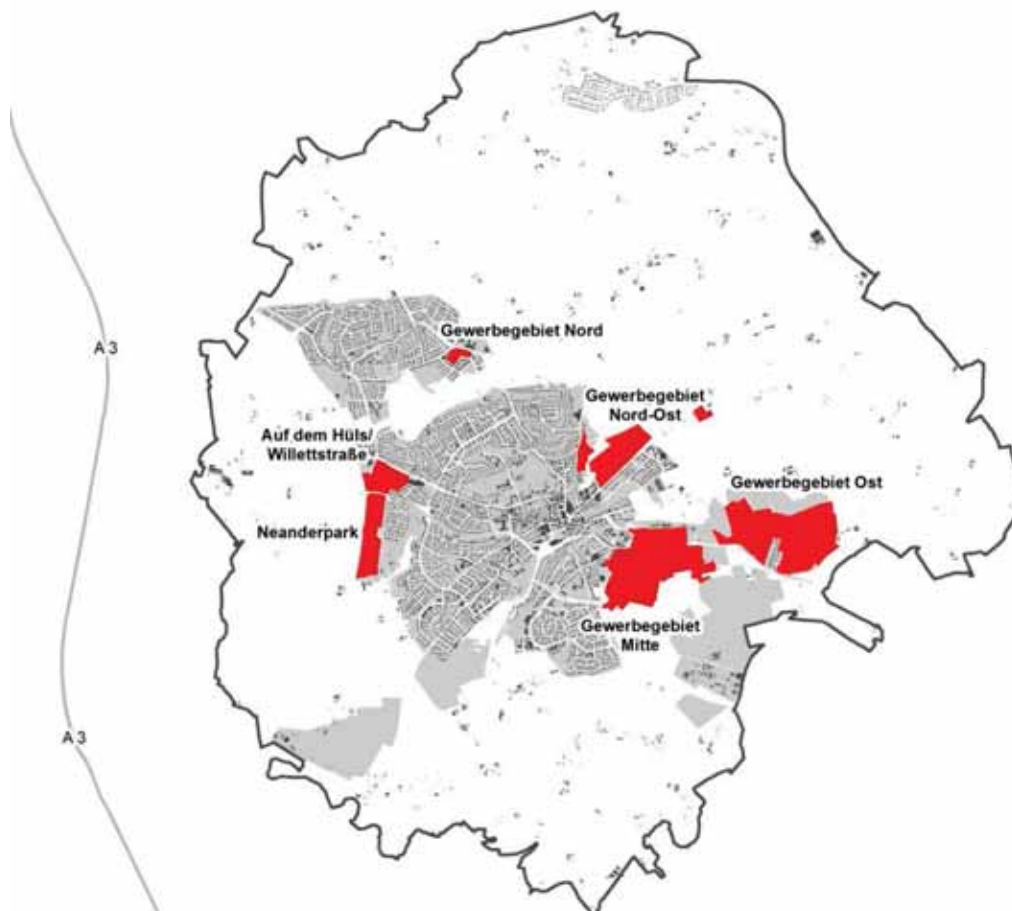 Gewerbegebiet Nord
A 3
Gewerbegebiet
Nord-Ost
Auf dem Hüls/
Willettstraße
Gewerbegebiet Ost
Neanderpark
Gewerbegebiet
Mitte
A 3